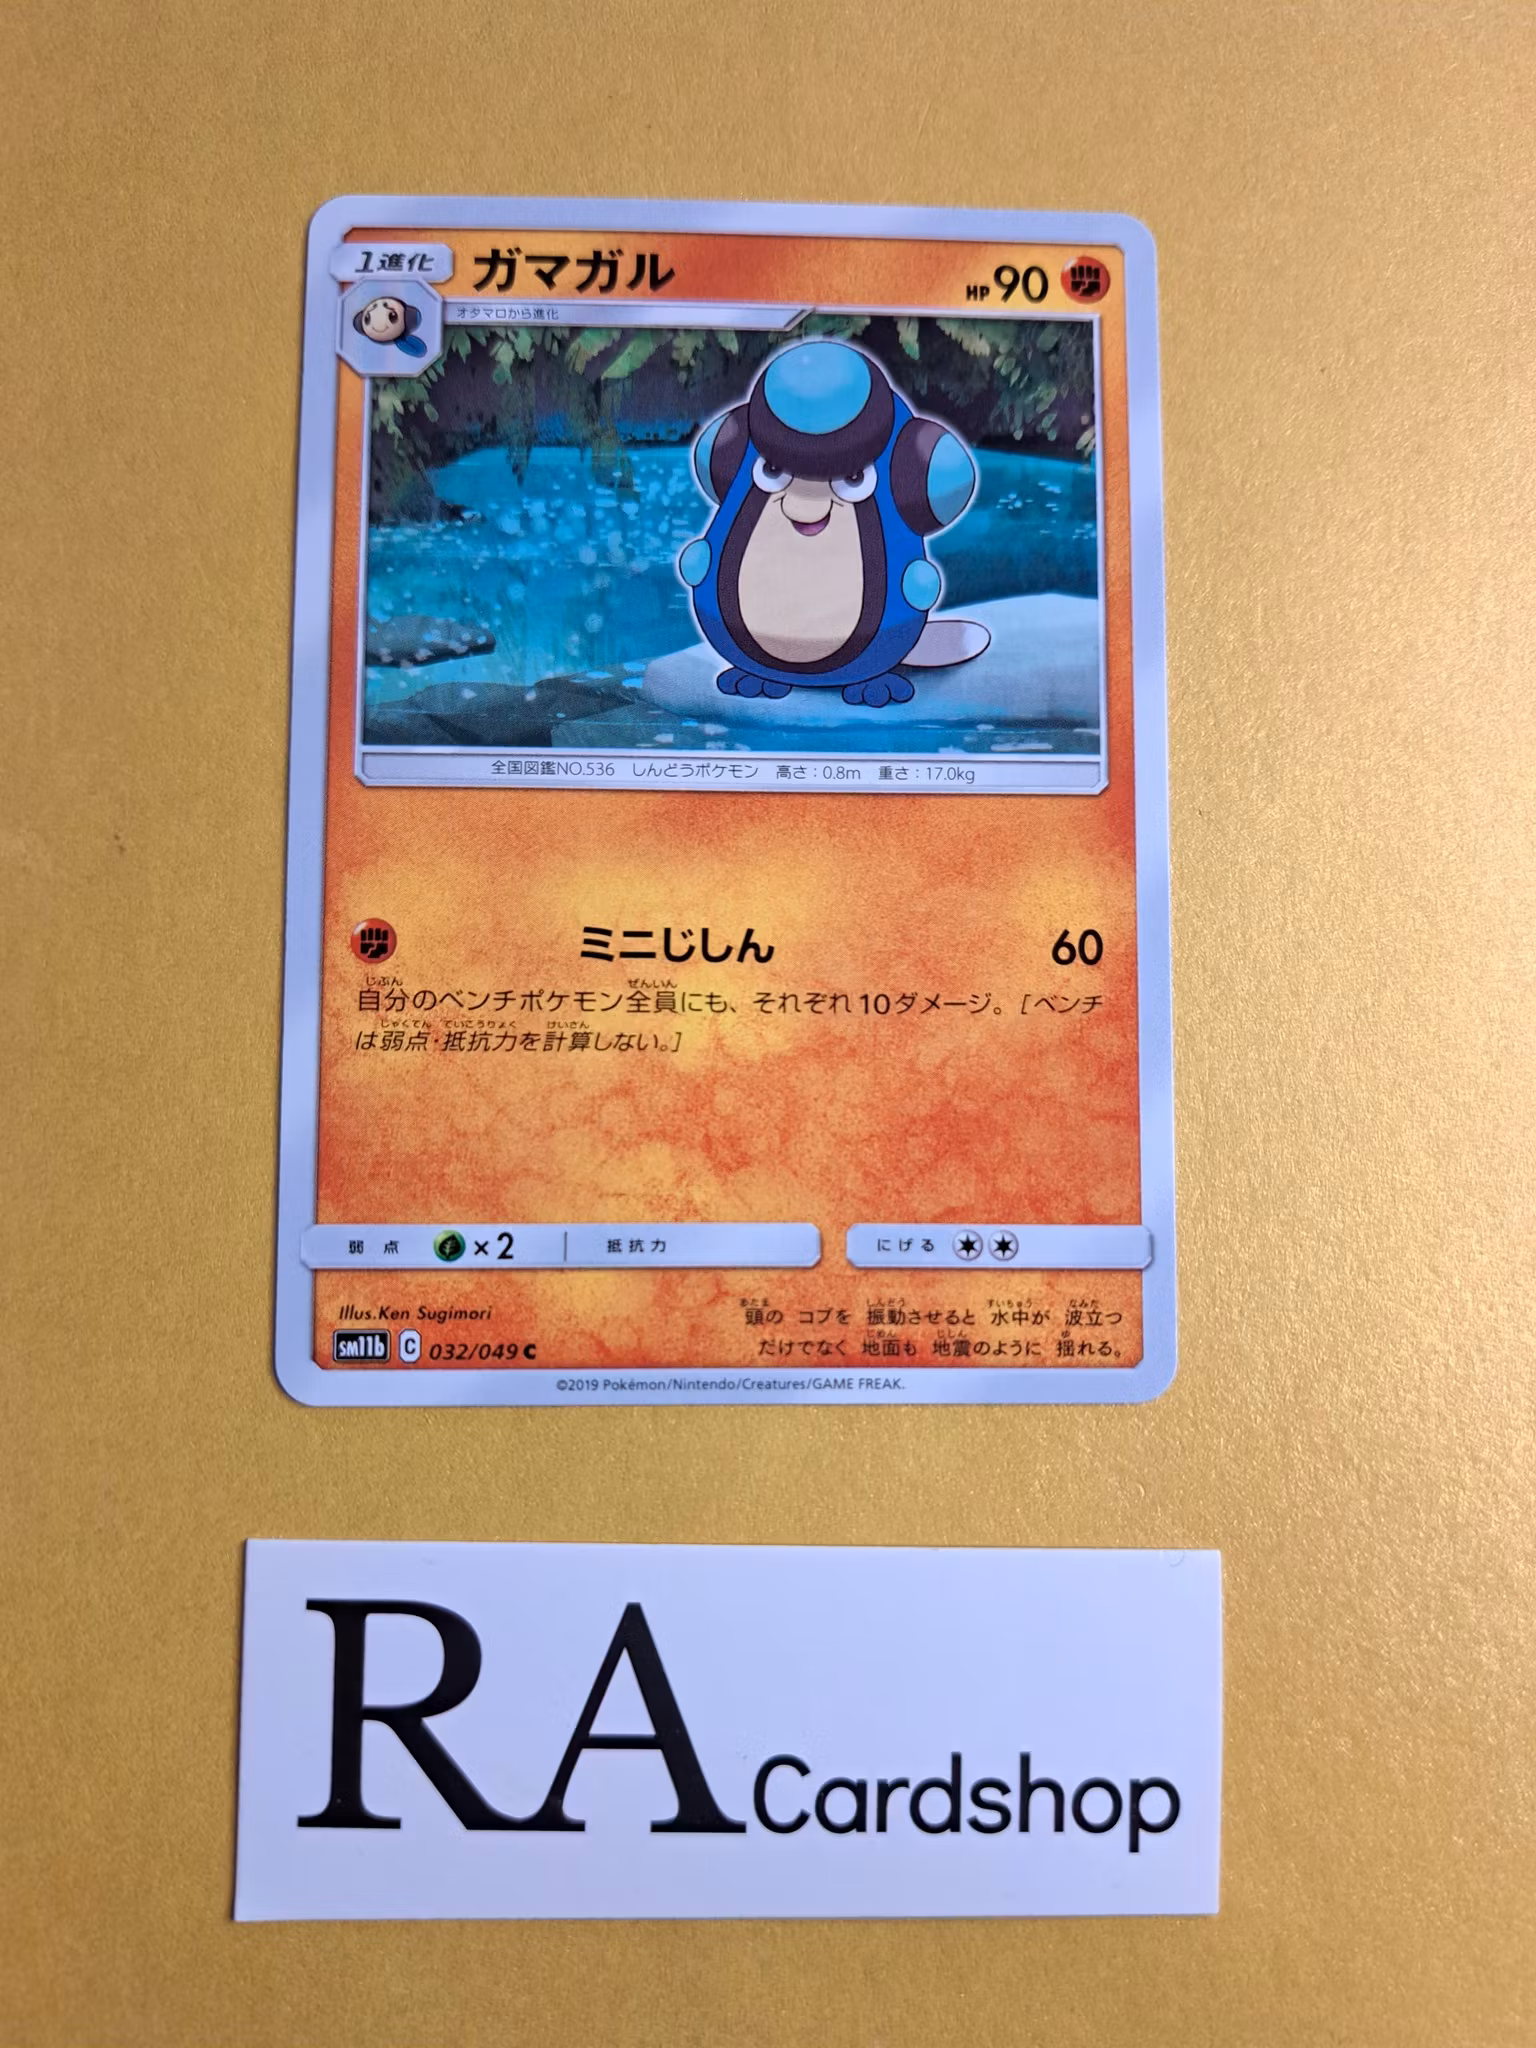 1進化 ガマガル HP90
オタマロから進化
全国図鑑NO.536 しんどうポケモン 高さ:0.8m 重さ:17.0kg
ミニじしん 60
自分のベンチポケモン全員にも、それぞれ10ダメージ。[ベンチ
は弱点・抵抗力を計算しない。]
弱点 ×2 抵抗力 にげる
Illus.Ken Sugimori
頭の コブを 振動させると 水中が 波立つ
だけでなく 地面も 地震のように 揺れる。
SM11b C 032/049 C
©2019 Pokémon/Nintendo/Creatures/GAME FREAK.
RA Cardshop